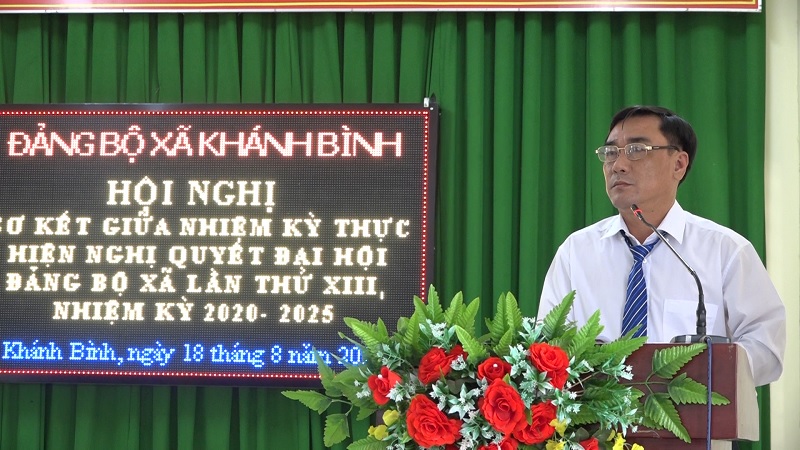 ĐẢNG BỘ XÃ KHÁNH BÌNH
HỘI NGHỊ
SƠ KẾT GIỮA NHIỆM KỲ THỰC
HIỆN NGHỊ QUYẾT ĐẠI HỘI
ĐẢNG BỘ XÃ LẦN THỨ XIII,
NHIỆM KỲ 2020- 2025
Khánh Bình, ngày 18 tháng 8 năm